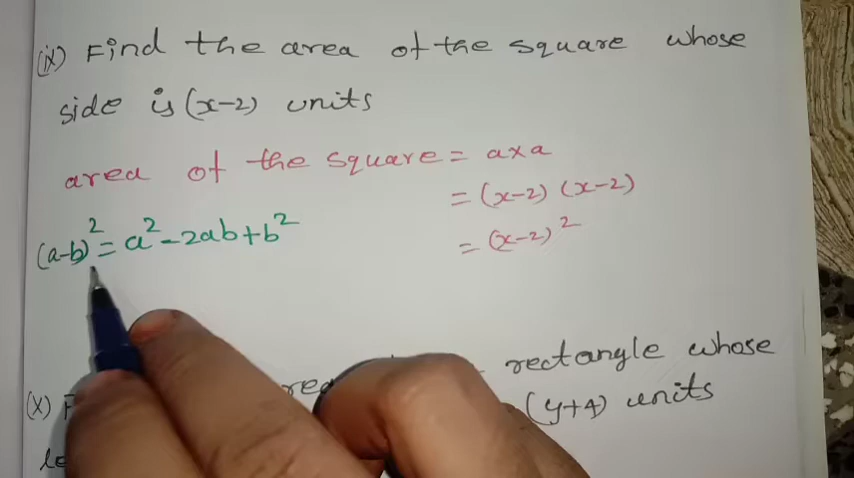 (ix) Find the area of the square whose
side is (x-2) units
area of the square = a×a
= (x-2) (x-2)
(a-b)² = a² - 2ab + b²
= (x-2)²
(x)
rectangle whose
(y+4) units